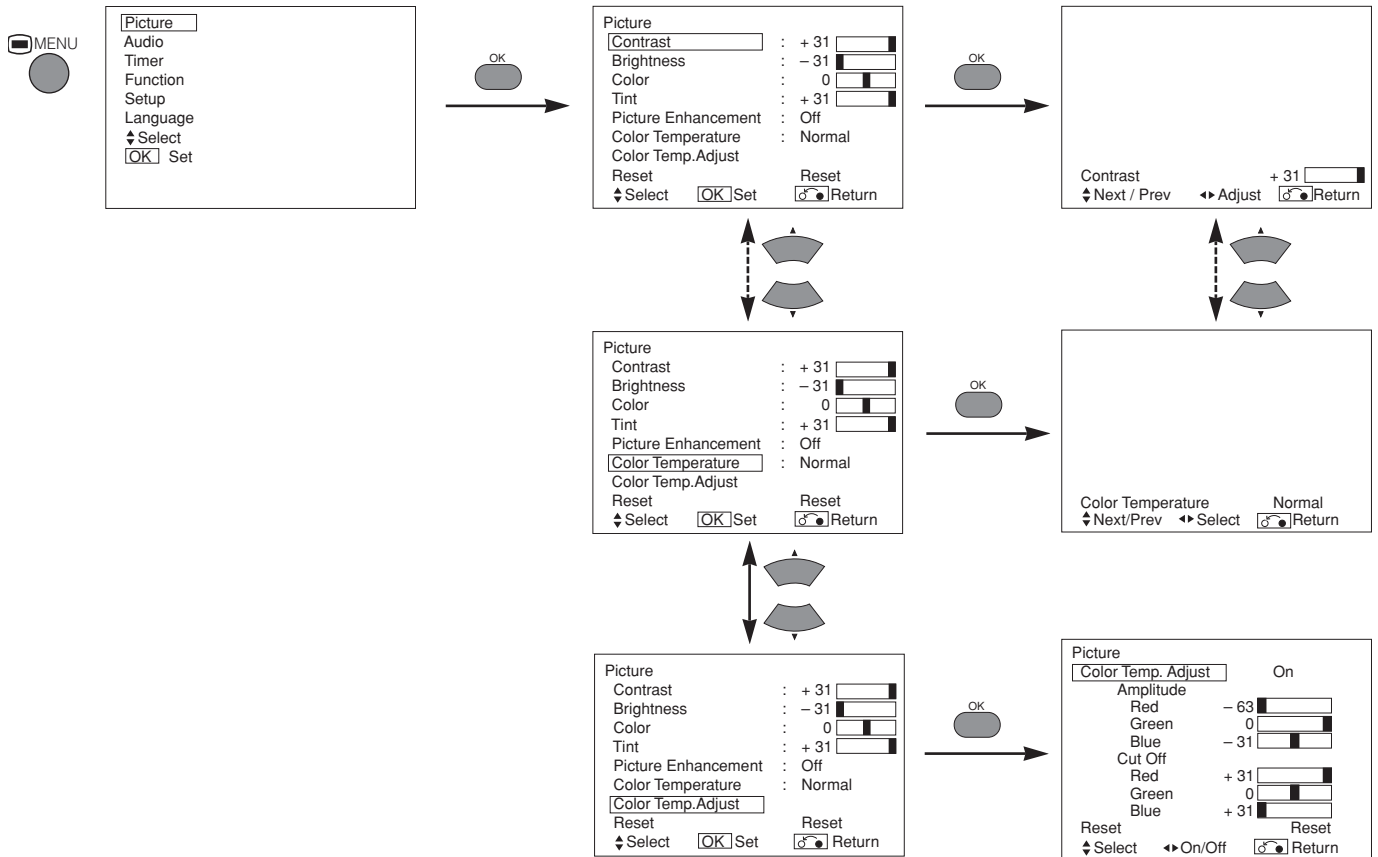 MENU
Picture
Audio
Timer
Function
Setup
Language
Select
OK Set
OK
Picture
Contrast : + 31
Brightness : – 31
Color : 0
Tint : + 31
Picture Enhancement : Off
Color Temperature : Normal
Color Temp.Adjust
Reset Reset
Select OK Set Return
OK
Contrast + 31
Next / Prev Adjust Return
Picture
Contrast : + 31
Brightness : – 31
Color : 0
Tint : + 31
Picture Enhancement : Off
Color Temperature : Normal
Color Temp.Adjust
Reset Reset
Select OK Set Return
OK
Color Temperature Normal
Next/Prev Select Return
Picture
Contrast : + 31
Brightness : – 31
Color : 0
Tint : + 31
Picture Enhancement : Off
Color Temperature : Normal
Color Temp.Adjust
Reset Reset
Select OK Set Return
OK
Picture
Color Temp. Adjust On
Amplitude
Red – 63
Green 0
Blue – 31
Cut Off
Red + 31
Green 0
Blue + 31
Reset Reset
Select On/Off Return